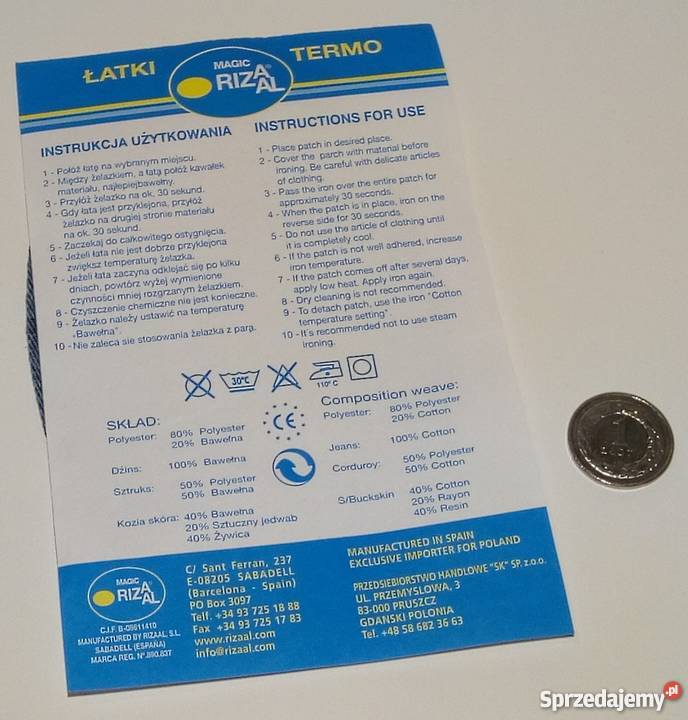 ŁATKI
MAGIC
RIZA
AL®
TERMO
INSTRUKCJA UŻYTKOWANIA
1 - Połóż łatę na wybranym miejscu.
2 - Między żelazkiem, a łatą połóż kawałek
materiału, najlepiejbawełny.
3 - Przyłóż żelazko na ok. 30 sekund.
4 - Gdy łata jest przyklejona, przyłóż
żelazko na drugiej stronie materiału
na ok. 30 sekund.
5 - Zaczekaj do całkowitego ostygnięcia.
6 - Jeżeli łata nie jest dobrze przyklejona
zwiększ temperaturę żelazka.
7 - Jeżeli łata zaczyna odklejać się po kilku
dniach, powtórz wyżej wymienione
czynności mniej rozgrzanym żelazkiem.
8 - Czyszczenie chemiczne nie jest konieczne.
9 - Żelazko należy ustawić na temperaturę
„Bawełna”.
10 - Nie zaleca sie stosowania żelazka z parą.
INSTRUCTIONS FOR USE
1 - Place patch in desired place.
2 - Cover the parch with material before
ironing. Be careful with delicate articles
of clothing.
3 - Pass the iron over the entire patch for
approximately 30 seconds.
4 - When the patch is in place, iron on the
reverse side for 30 seconds.
5 - Do not use the article of clothing until
it is completely cool.
6 - If the patch is not well adhered, increase
iron temperature.
7 - If the patch comes off after several days,
apply low heat. Apply iron again.
8 - Dry cleaning is not recommended.
9 - To detach patch, use the iron "Cotton
temperature setting".
10 - It's recommended not to use steam
ironing.
30°C
110° C
SKŁAD:
Polyester: 80% Polyester
20% Bawełna
Dżins: 100% Bawełna
Sztruks: 50% Polyester
50% Bawełna
Kozia skóra: 40% Bawełna
20% Sztuczny jedwab
40% Żywica
CE
Composition weave:
Polyester: 80% Polyester
20% Cotton
Jeans: 100% Cotton
Corduroy: 50% Polyester
50% Cotton
S/Buckskin 40% Cotton
20% Rayon
40% Resin
MAGIC
RIZA
AL®
C.I.F. B-08611410
MANUFACTURED BY RIZAAL, S.L.
SABADELL (ESPAÑA)
MARCA REG. Nº.890.837
C/ Sant Ferran, 237
E-08205 SABADELL
(Barcelona - Spain)
PO Box 3097
Telf. +34 93 725 18 88
Fax +34 93 725 17 83
www.rizaal.com
info@rizaal.com
MANUFACTURED IN SPAIN
EXCLUSIVE IMPORTER FOR POLAND
PRZEDSIEBIORSTWO HANDLOWE "SK" SP. z.o.o.
UL. PRZEMYSLOWA, 3
83-000 PRUSZCZ
GDANSKI POLONIA
Tel. +48 58 682 36 63
1
ZŁOTY
Sprzedajemy.pl